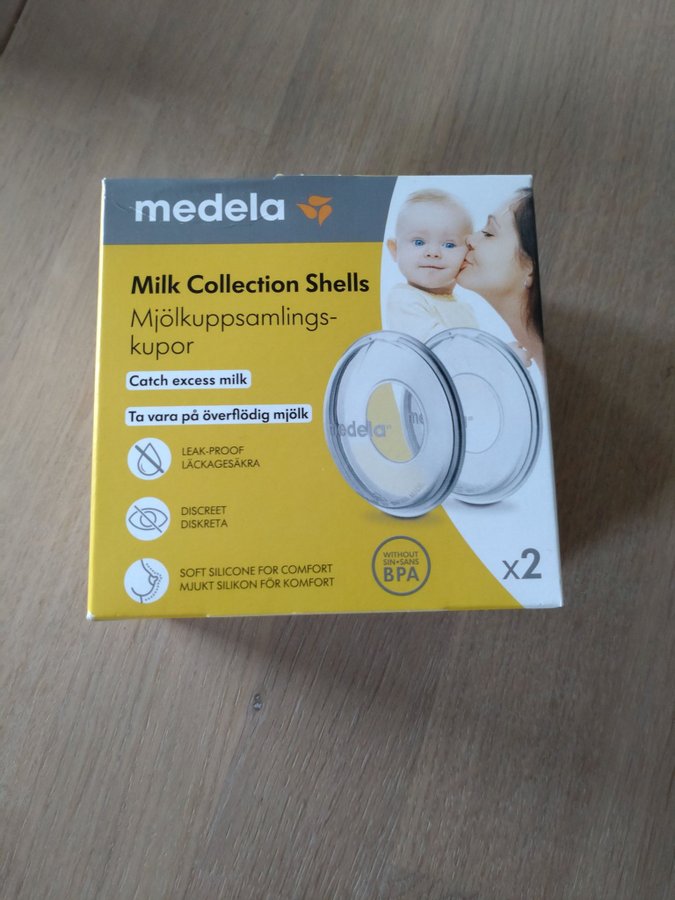 medela
Milk Collection Shells
Mjölkuppsamlings-
kupor
Catch excess milk
Ta vara på överflödig mjölk
medela
LEAK-PROOF
LÄCKAGESÄKRA
DISCREET
DISKRETA
SOFT SILICONE FOR COMFORT
MJUKT SILIKON FÖR KOMFORT
WITHOUT
SIN•SANS
BPA
x2